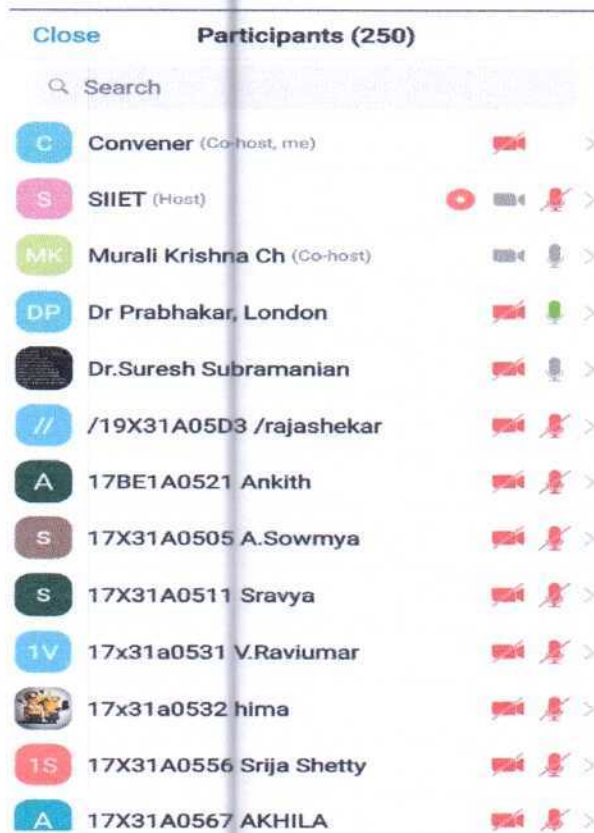 Close Participants (250)
Search
C Convener (Co-host, me)
S SIIET (Host)
MK Murali Krishna Ch (Co-host)
DP Dr Prabhakar, London
Dr.Suresh Subramanian
// /19X31A05D3 /rajashekar
A 17BE1A0521 Ankith
S 17X31A0505 A.Sowmya
S 17X31A0511 Sravya
1V 17x31a0531 V.Raviumar
17x31a0532 hima
1S 17X31A0556 Srija Shetty
A 17X31A0567 AKHILA